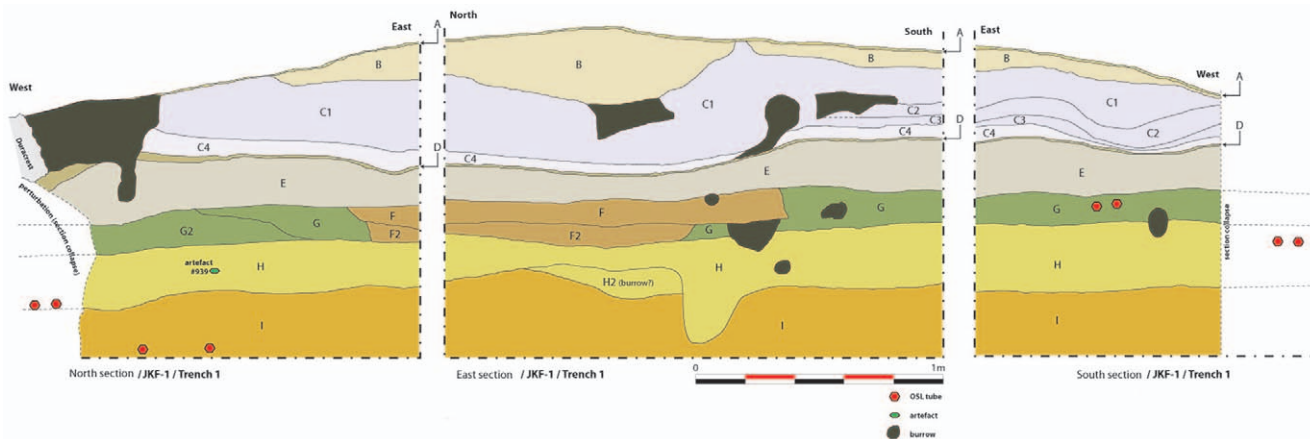 East
A
B
West
C1
C4
Duracrest
D
perturbation (section collapse)
E
G2
G
F
F2
H
artefact
#939
I
North section / JKF-1 / Trench 1
North
South
A
B
B
C1
C2
C3
D
C4
C4
E
F
G
F2
G
H
H2 (burrow?)
I
East section / JKF-1 / Trench 1
0
1m
OSL tube
artefact
burrow
East
B
West
A
C1
C3
C4
C2
D
E
G
H
section collapse
I
South section / JKF-1 / Trench 1